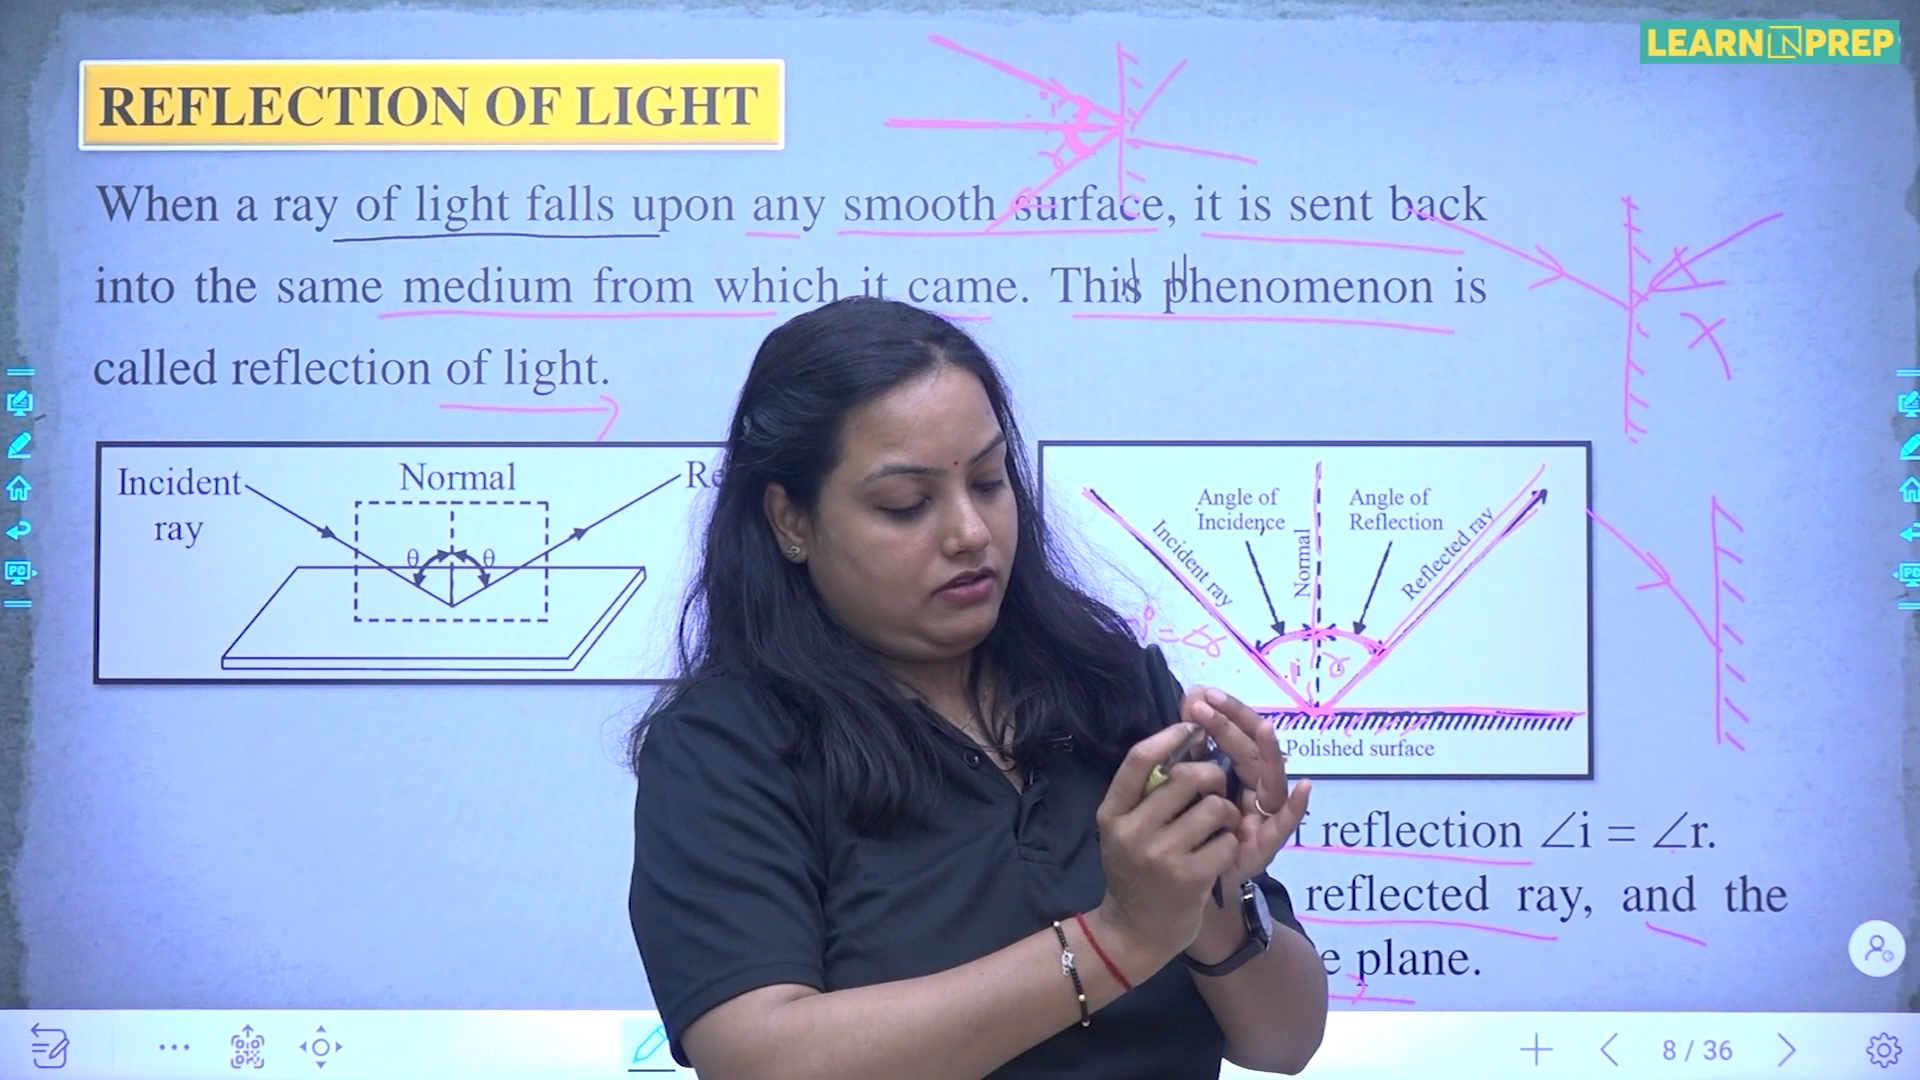 LEARN N PREP
REFLECTION OF LIGHT
When a ray of light falls upon any smooth surface, it is sent back
into the same medium from which it came. This phenomenon is
called reflection of light.
Incident
ray
Normal
θ
θ
Angle of
Incidence
Angle of
Reflection
Incident ray
Normal
Reflected ray
i
r
Polished surface
reflection ∠i = ∠r.
reflected ray, and the
plane.
PC
PC
8 / 36